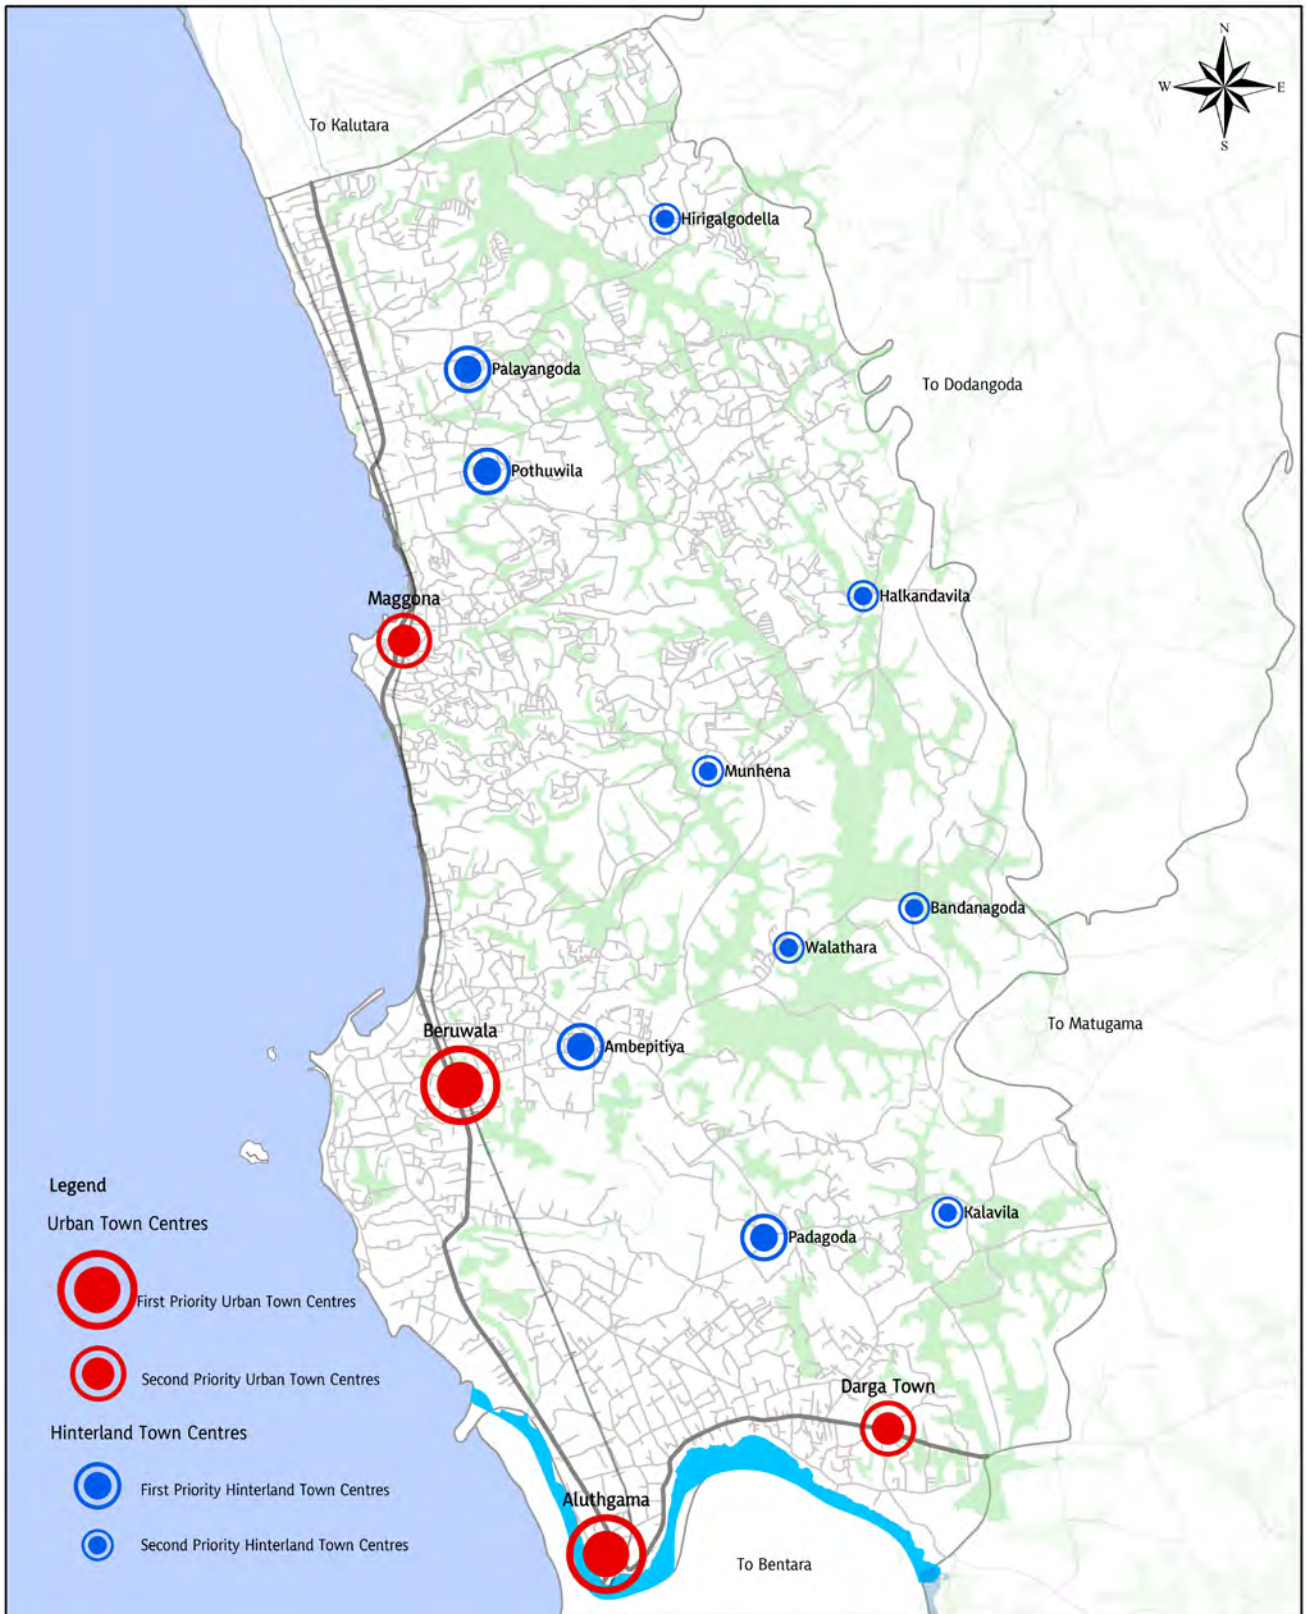 N
W E
S
To Kalutara
Hirigalgodella
Palayangoda
To Dodangoda
Pothuwila
Maggona
Halkandavila
Munhena
Bandanagoda
Walathara
To Matugama
Beruwala
Ambepitiya
Legend
Urban Town Centres
First Priority Urban Town Centres
Second Priority Urban Town Centres
Hinterland Town Centres
First Priority Hinterland Town Centres
Second Priority Hinterland Town Centres
Kalavila
Padagoda
Darga Town
Aluthgama
To Bentara